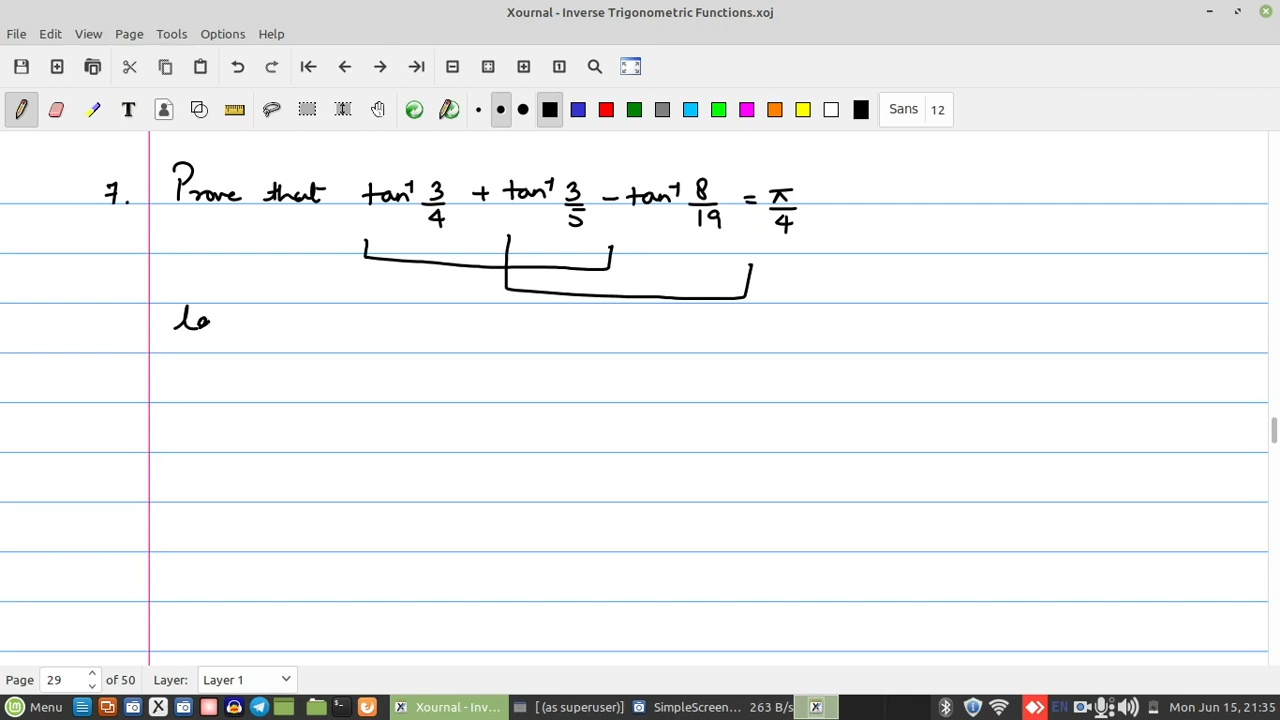 Xournal - Inverse Trigonometric Functions.xoj
File Edit View Page Tools Options Help
Sans 12
7. Prove that tan⁻¹ 3/4 + tan⁻¹ 3/5 - tan⁻¹ 8/19 = π/4
Page 29 of 50 Layer: Layer 1
Menu Xournal - Inv... [ (as superuser)] SimpleScreen... 263 B/s EN Mon Jun 15, 21:35